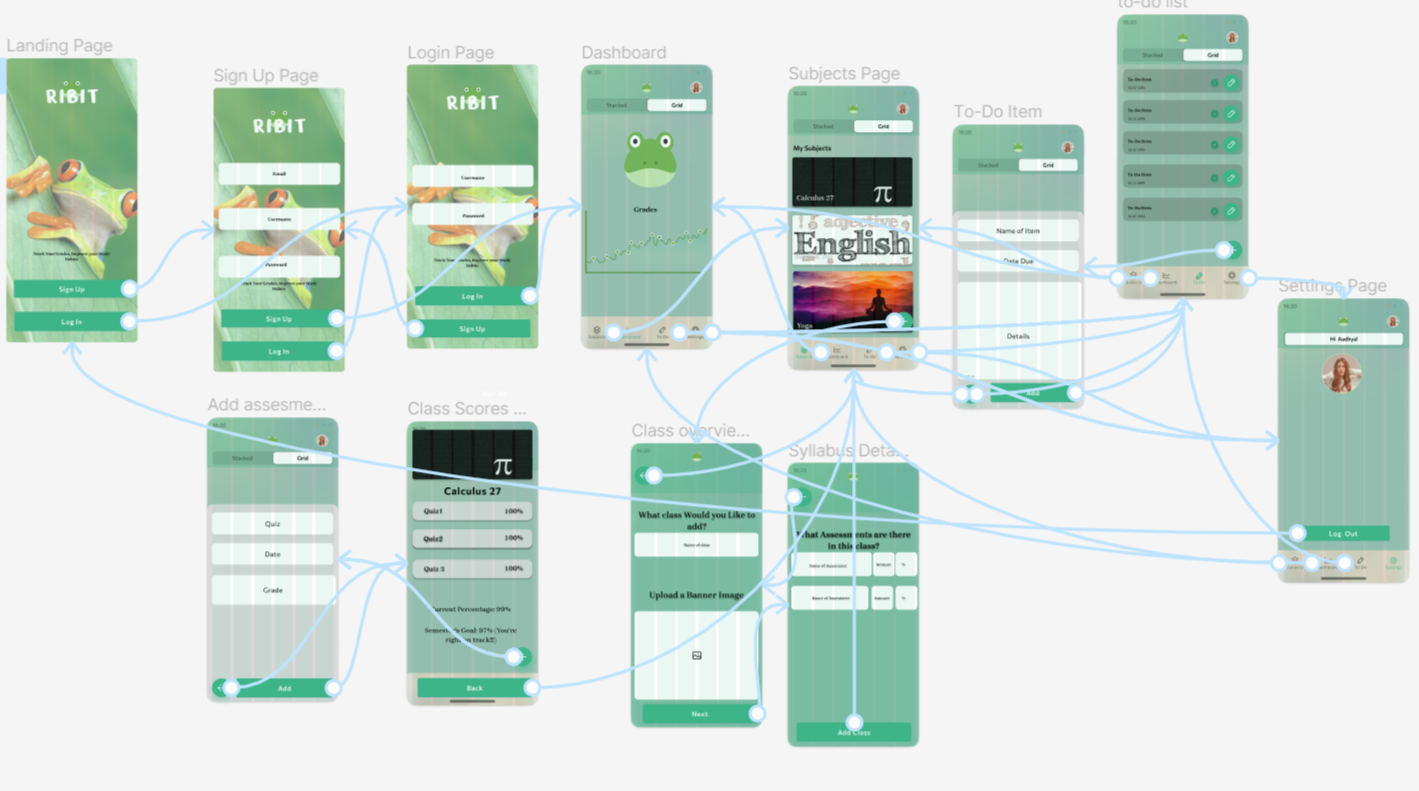 Landing Page
RIBIT
Track Your Grades, Improve your Study
Habits
Sign Up
Log In
Sign Up Page
RIBIT
Email
Username
Password
Track Your Grades, Improve your Study
Habits
Sign Up
Log In
Login Page
RIBIT
Username
Password
Track Your Grades, Improve your Study
Habits
Log In
Sign Up
Dashboard
Stacked
Grid
Grades
Subjects Page
Stacked
Grid
My Subjects
Calculus 27
π
adjective
English
Yoga
To-Do Item
Stacked
Grid
Name of Item
Date Due
Details
Add
to-do list
Stacked
Grid
To-Do Item
To-Do Item
To-Do Item
To-Do Item
To-Do Item
To Do
Settings
Settings Page
Hi Aadhya!
Log Out
Add assesme...
Stacked
Grid
Quiz
Date
Grade
Add
Class Scores ...
π
Calculus 27
Quiz1 100%
Quiz2 100%
Quiz 3 100%
Current Percentage: 99%
Semester's Goal: 97% (You're
right on track!!)
Back
Class overvie...
What class Would you Like to
add?
Name of class
Upload a Banner Image
Next
Syllabus Deta...
What Assessments are there
in this class?
Name of Assessment Amount %
Name of Assessment Amount %
Add Class